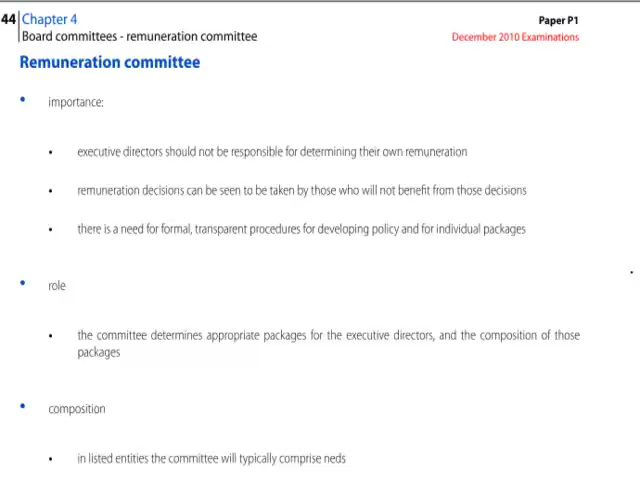 44 Chapter 4 Paper P1
Board committees - remuneration committee December 2010 Examinations
Remuneration committee
• importance:
• executive directors should not be responsible for determining their own remuneration
• remuneration decisions can be seen to be taken by those who will not benefit from those decisions
• there is a need for formal, transparent procedures for developing policy and for individual packages
• role
• the committee determines appropriate packages for the executive directors, and the composition of those
packages
• composition
• in listed entities the committee will typically comprise neds